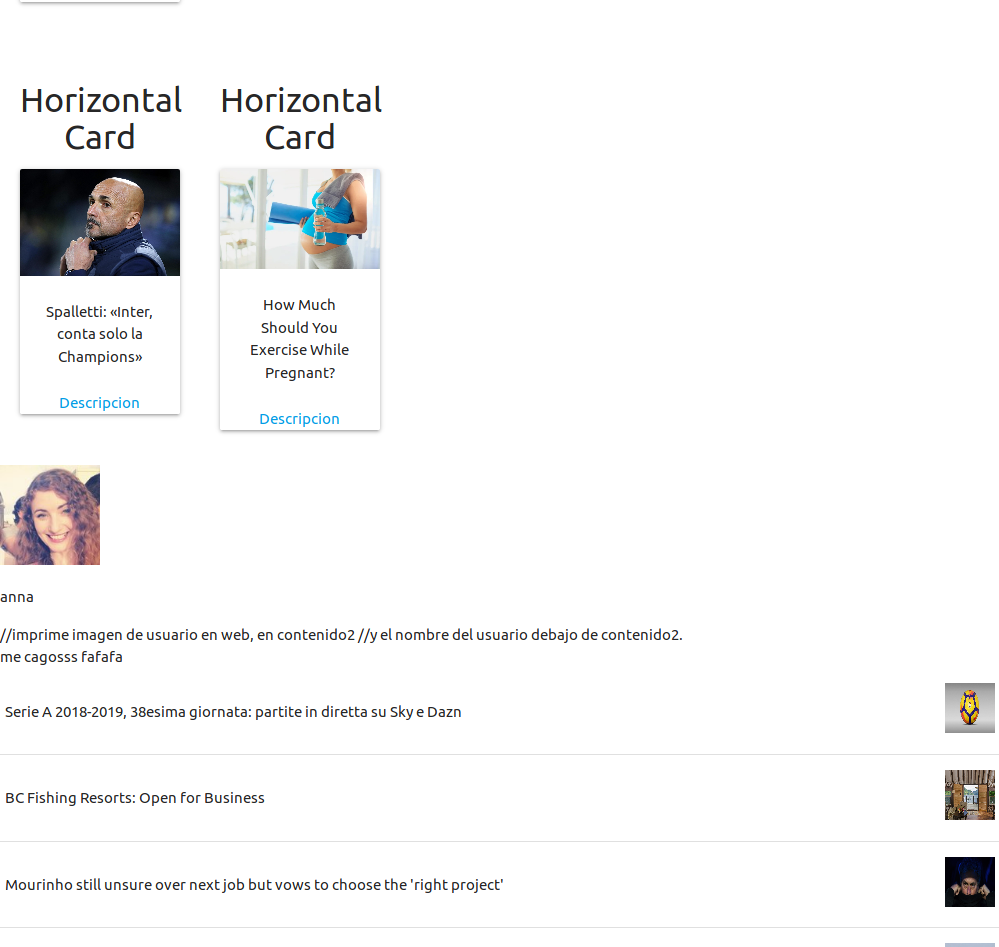 Horizontal
Card
Spalletti: «Inter,
conta solo la
Champions»
Descripcion
Horizontal
Card
How Much
Should You
Exercise While
Pregnant?
Descripcion
anna
//imprime imagen de usuario en web, en contenido2 //y el nombre del usuario debajo de contenido2.
me cagosss fafafa
Serie A 2018-2019, 38esima giornata: partite in diretta su Sky e Dazn
BC Fishing Resorts: Open for Business
Mourinho still unsure over next job but vows to choose the 'right project'